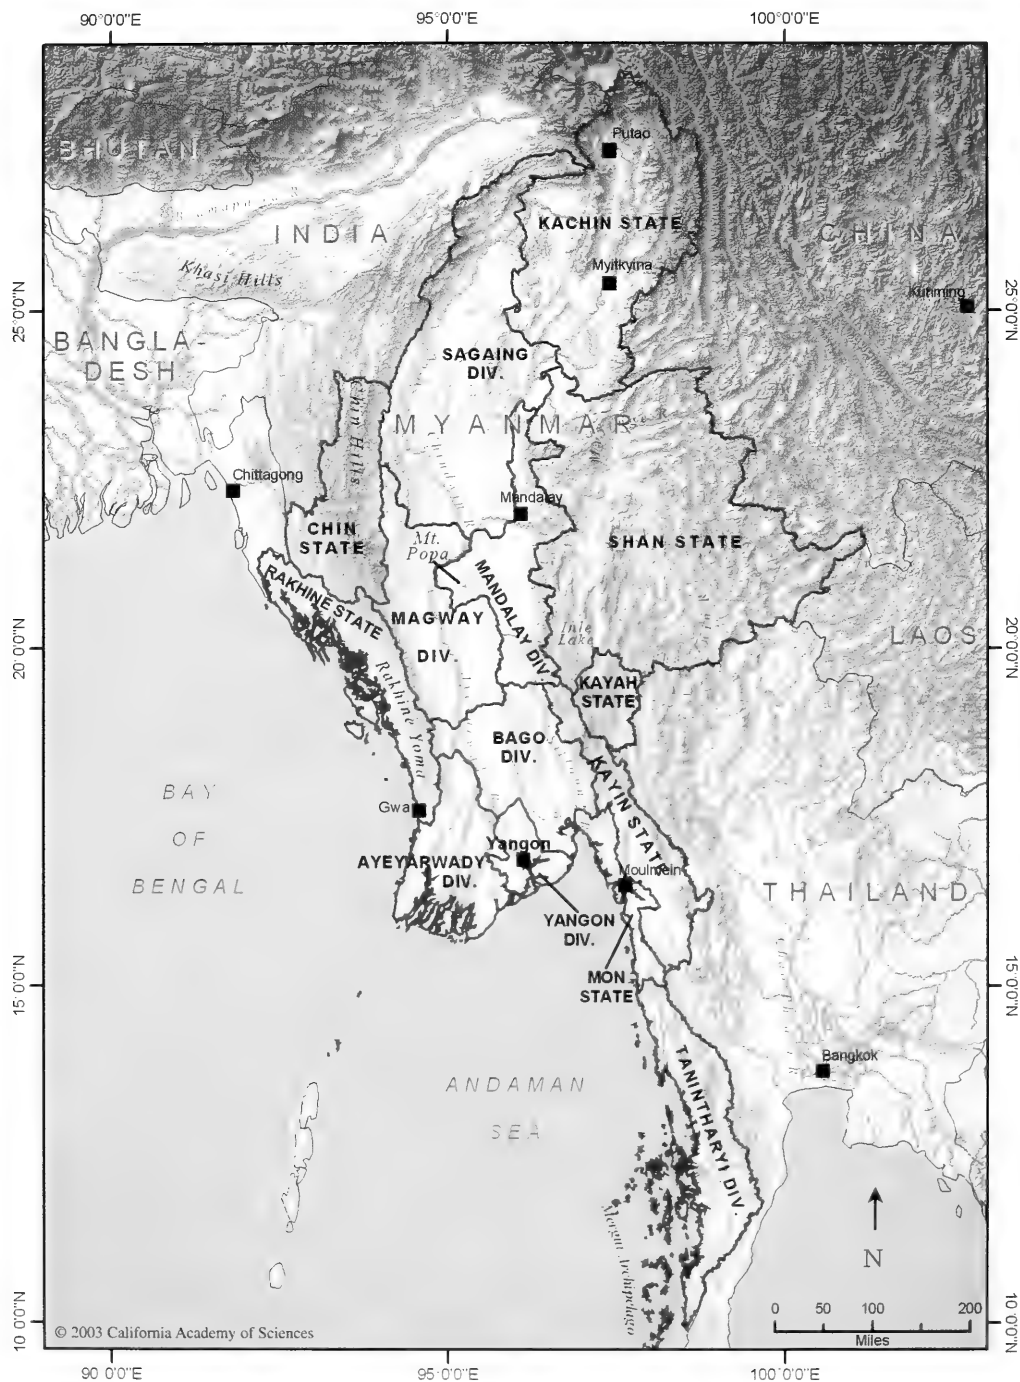 90°0'0"E 95°0'0"E 100°0'0"E
Putao
BHUTAN
KACHIN STATE
INDIA
CHINA
Myitkyina
Khasi Hills
Kunming
25°0'0"N
25°0'0"N
BANGLA-
DESH
SAGAING
DIV.
Chin Hills
MYANMAR
Chittagong
Mandalay
CHIN
STATE
Mt.
Popa
SHAN STATE
RAKHINE STATE
MANDALAY DIV.
MAGWAY
DIV.
Inle
Lake
LAOS
20°0'0"N
20°0'0"N
KAYAH
STATE
Rakhine Yoma
BAGO
DIV.
KAYIN STATE
BAY
OF
BENGAL
Gwa
Yangon
AYEYARWADY
DIV.
Moulmein
THAILAND
YANGON
DIV.
MON
STATE
15°0'0"N
15°0'0"N
Bangkok
TANINTHARYI DIV.
ANDAMAN
SEA
Mergui Archipelago
N
0 50 100 200
Miles
10°0'0"N
10°0'0"N
© 2003 California Academy of Sciences
90°0'0"E 95°0'0"E 100°0'0"E